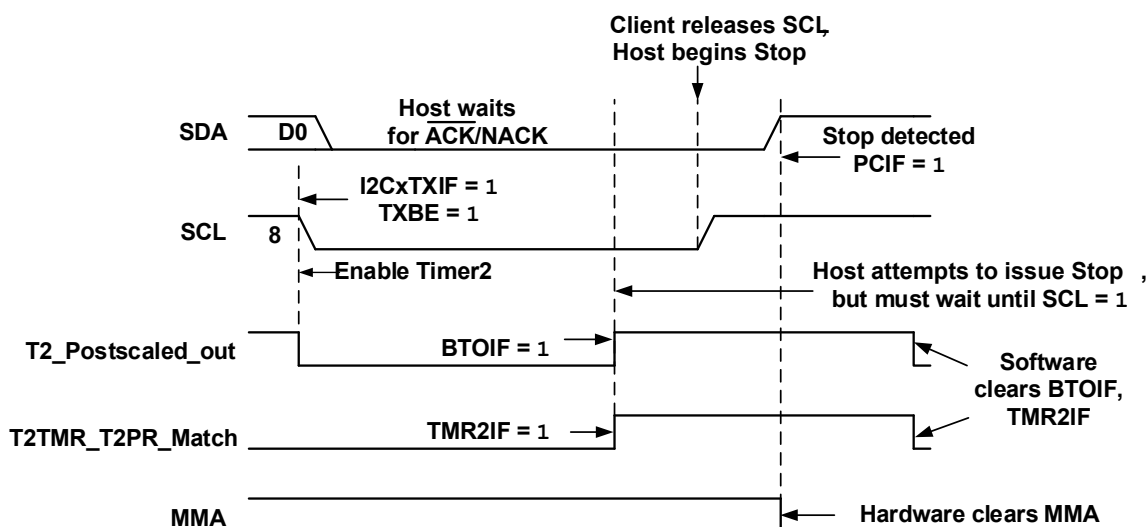 Client releases SCL,
Host begins Stop
SDA
D0
Host waits
for ACK/NACK
Stop detected
PCIF = 1
I2CxTXIF = 1
TXBE = 1
SCL
8
Enable Timer2
Host attempts to issue Stop ,
but must wait until SCL = 1
T2_Postscaled_out
BTOIF = 1
Software
clears BTOIF,
TMR2IF
T2TMR_T2PR_Match
TMR2IF = 1
MMA
Hardware clears MMA